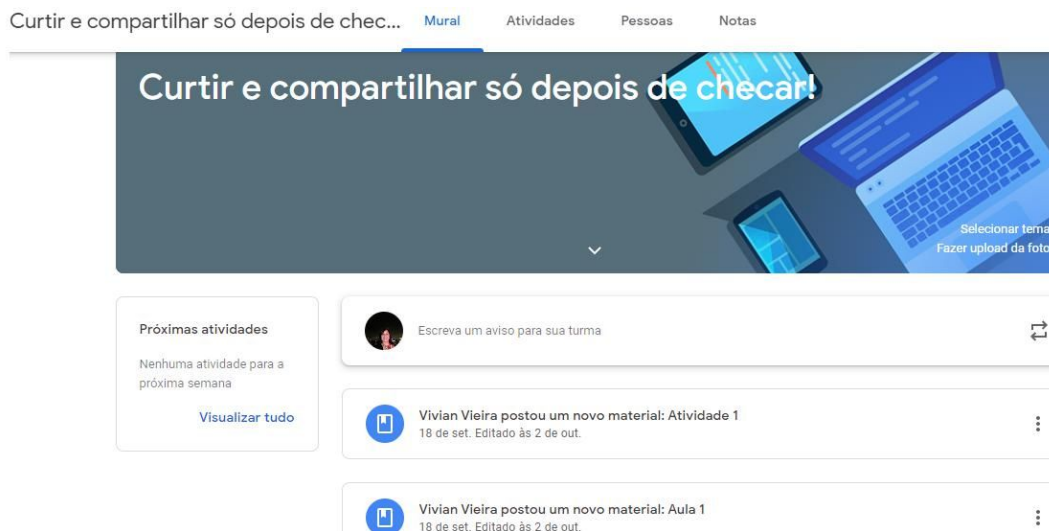 Curtir e compartilhar só depois de chec...
Mural
Atividades
Pessoas
Notas
Curtir e compartilhar só depois de checar!
Selecionar tema
Fazer upload da foto
Próximas atividades
Nenhuma atividade para a
próxima semana
Visualizar tudo
Escreva um aviso para sua turma
Vivian Vieira postou um novo material: Atividade 1
18 de set. Editado às 2 de out.
Vivian Vieira postou um novo material: Aula 1
18 de set. Editado às 2 de out.